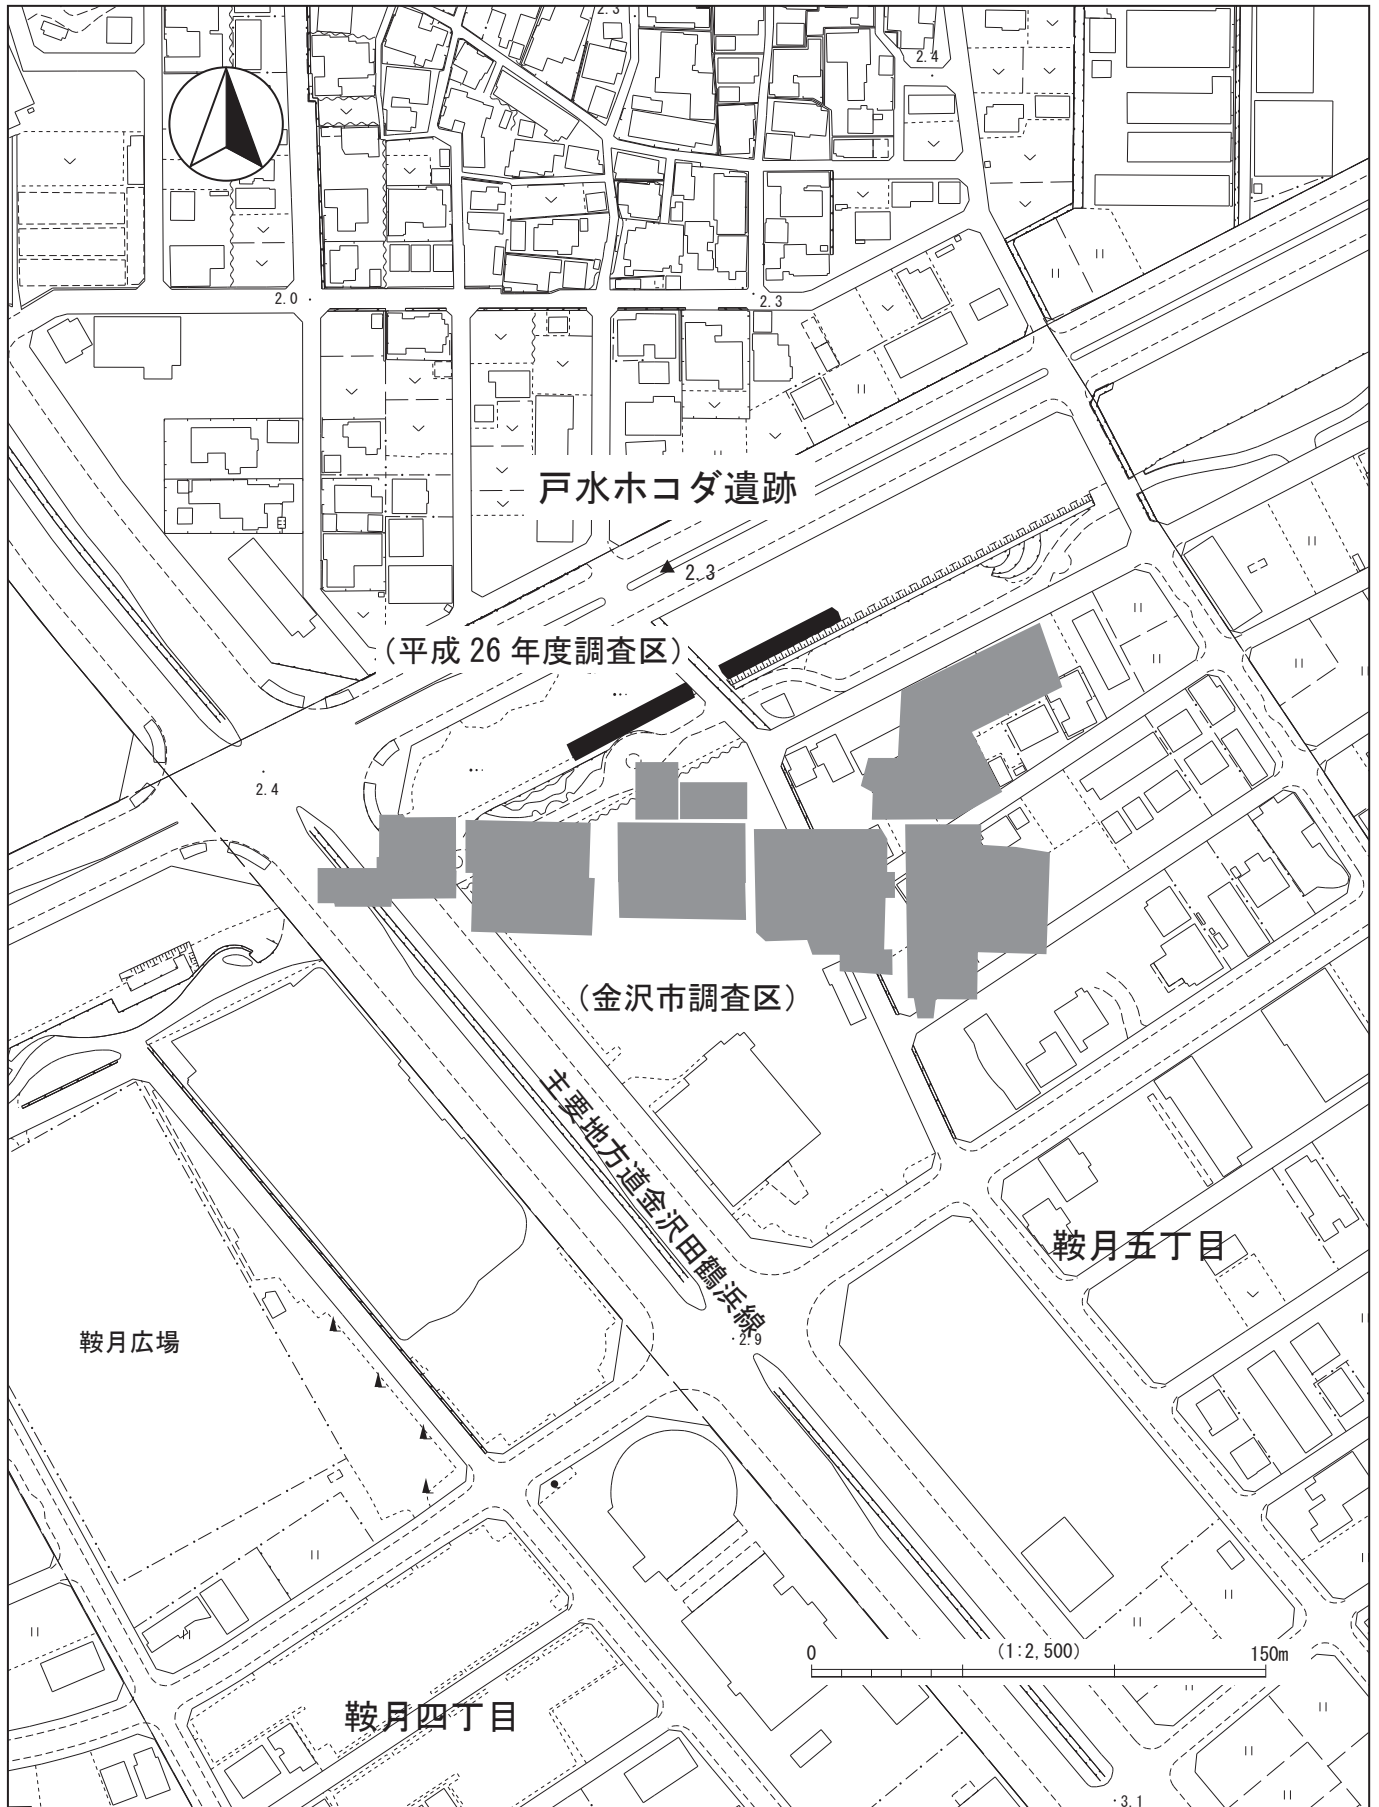 2.3
2.4
2.0
2.3
戸水ホコダ遺跡
2.3
(平成 26 年度調査区)
2.4
(金沢市調査区)
主要地方道金沢田鶴浜線
鞍月五丁目
2.9
鞍月広場
0 (1:2,500) 150m
鞍月四丁目
3.1